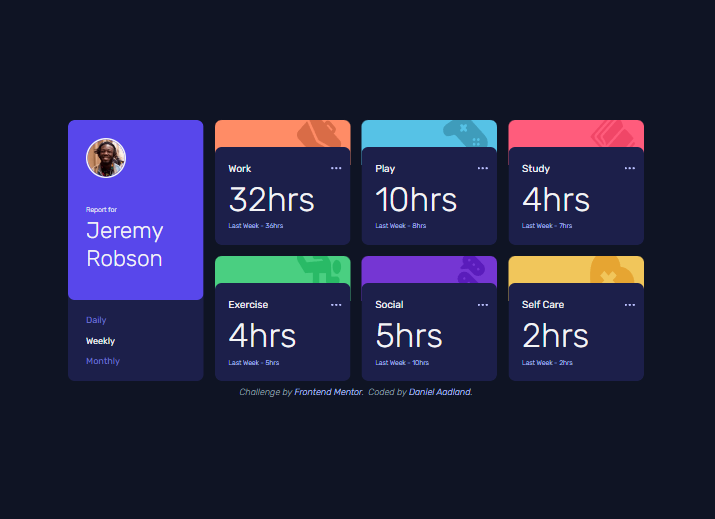 Report for
Jeremy
Robson
Daily
Weekly
Monthly
Work
32hrs
Last Week - 36hrs
Play
10hrs
Last Week - 8hrs
Study
4hrs
Last Week - 7hrs
Exercise
4hrs
Last Week - 5hrs
Social
5hrs
Last Week - 10hrs
Self Care
2hrs
Last Week - 2hrs
Challenge by Frontend Mentor. Coded by Daniel Aadland.